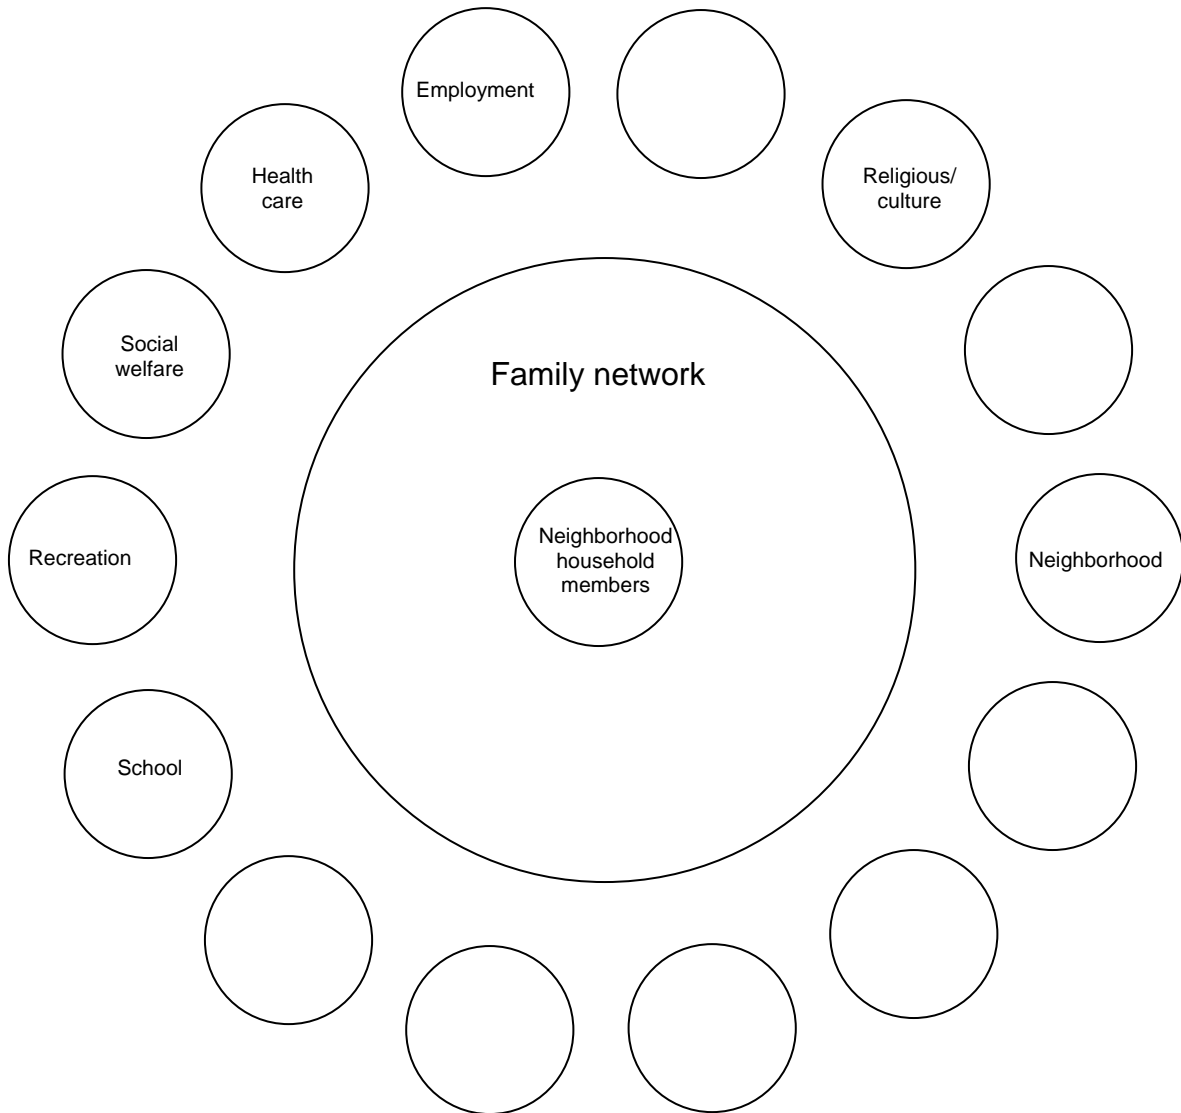 Employment
Health
care
Religious/
culture
Social
welfare
Family network
Recreation
Neighborhood
household
members
Neighborhood
School